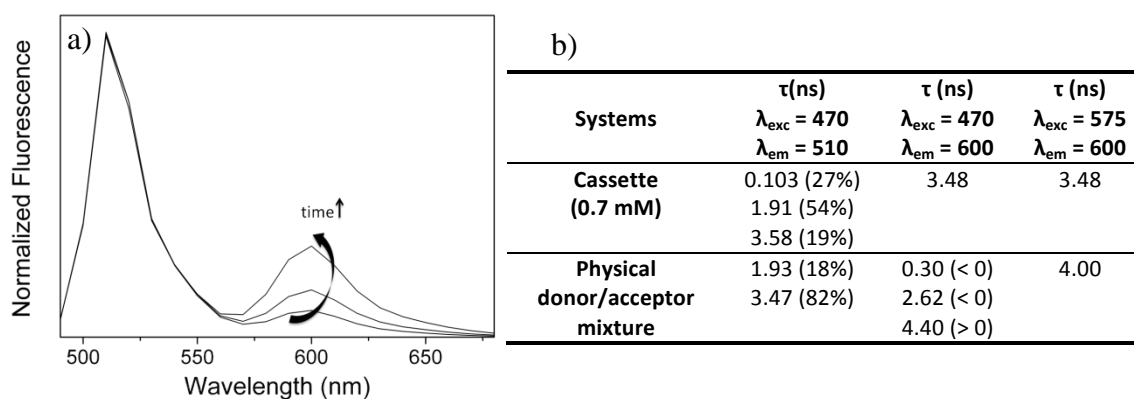 a)
Normalized Fluorescence
time↑
500 550 600 650
Wavelength (nm)
b)
Systems τ(ns) λexc = 470 λem = 510 τ (ns) λexc = 470 λem = 600 τ (ns) λexc = 575 λem = 600
Cassette (0.7 mM) 0.103 (27%) 3.48 3.48
1.91 (54%)
3.58 (19%)
Physical donor/acceptor mixture 1.93 (18%) 0.30 (< 0) 4.00
3.47 (82%) 2.62 (< 0)
4.40 (> 0)